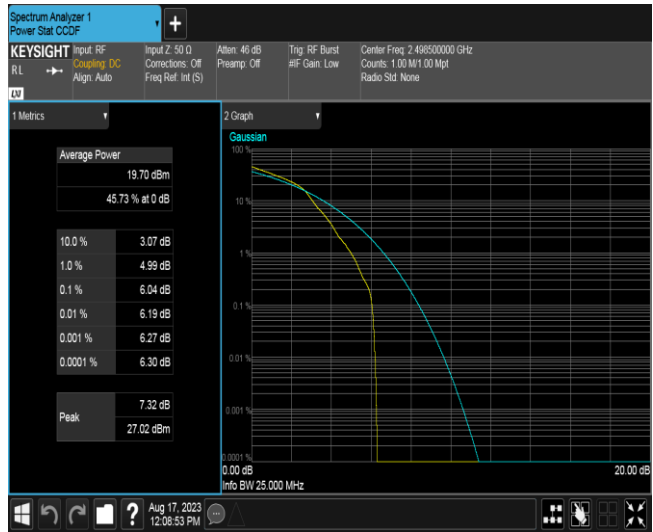 Spectrum Analyzer 1
Power Stat CCDF
+
KEYSIGHT
RL
LXI
Input: RF
Coupling: DC
Align: Auto
Input Z: 50 Ω
Corrections: Off
Freq Ref: Int (S)
Atten: 46 dB
Preamp: Off
Trig: RF Burst
#IF Gain: Low
Center Freq: 2.498500000 GHz
Counts: 1.00 M/1.00 Mpt
Radio Std: None
1 Metrics
Average Power
19.70 dBm
45.73 % at 0 dB
10.0 % 3.07 dB
1.0 % 4.99 dB
0.1 % 6.04 dB
0.01 % 6.19 dB
0.001 % 6.27 dB
0.0001 % 6.30 dB
Peak
7.32 dB
27.02 dBm
2 Graph
Gaussian
100 %
10 %
1 %
0.1 %
0.01 %
0.001 %
0.0001 %
0.00 dB
20.00 dB
Info BW 25.000 MHz
?
Aug 17, 2023
12:08:53 PM